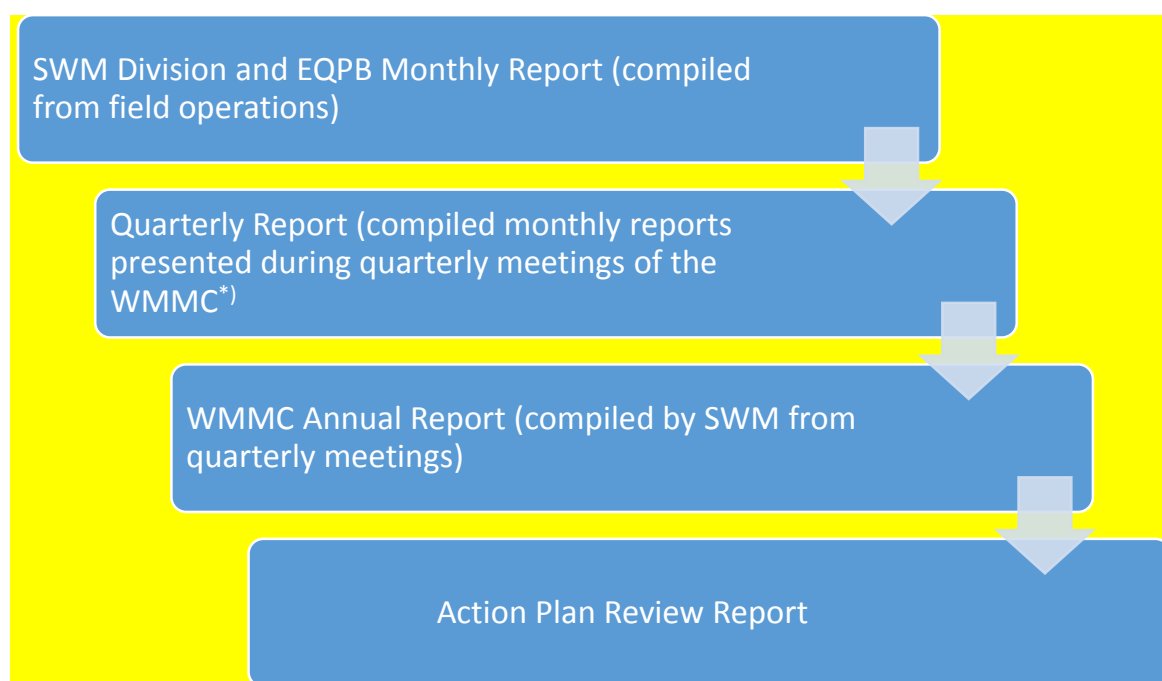 SWM Division and EQPB Monthly Report (compiled
from field operations)
Quarterly Report (compiled monthly reports
presented during quarterly meetings of the
WMMC*)
WMMC Annual Report (compiled by SWM from
quarterly meetings)
Action Plan Review Report